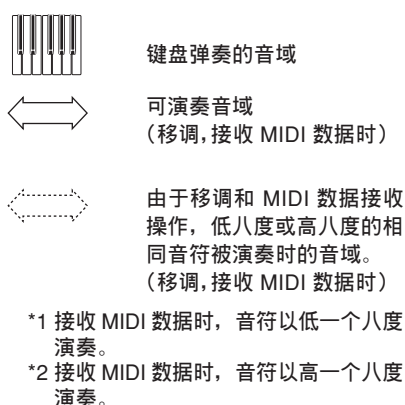 键盘弹奏的音域
可演奏音域
（移调，接收 MIDI 数据时）
由于移调和 MIDI 数据接收
操作，低八度或高八度的相
同音符被演奏时的音域。
（移调，接收 MIDI 数据时）
*1 接收 MIDI 数据时，音符以低一个八度
演奏。
*2 接收 MIDI 数据时，音符以高一个八度
演奏。